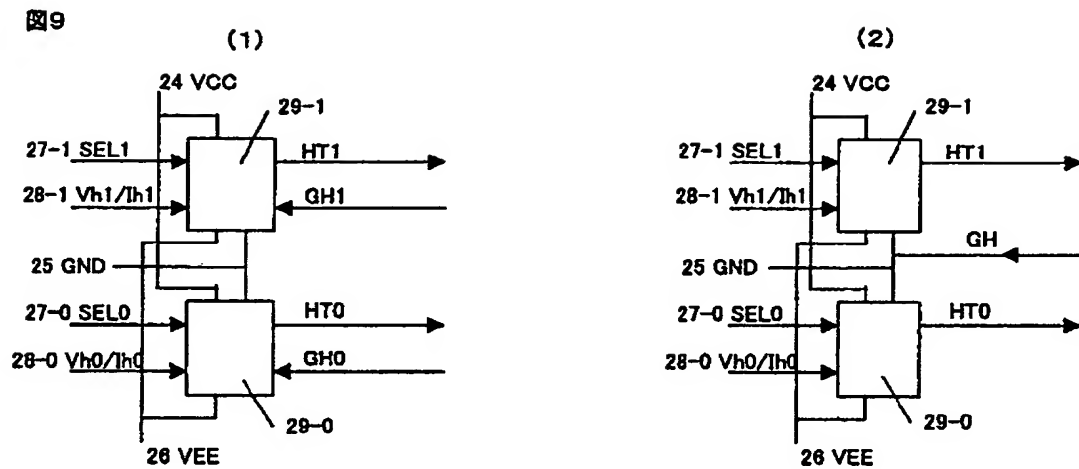 図9
(1)
24 VCC
29-1
27-1 SEL1
HT1
28-1 Vh1/Ih1
GH1
25 GND
27-0 SEL0
HT0
28-0 Vh0/Ih0
GH0
29-0
26 VEE
(2)
24 VCC
29-1
27-1 SEL1
HT1
28-1 Vh1/Ih1
GH
25 GND
27-0 SEL0
HT0
28-0 Vh0/Ih0
29-0
26 VEE